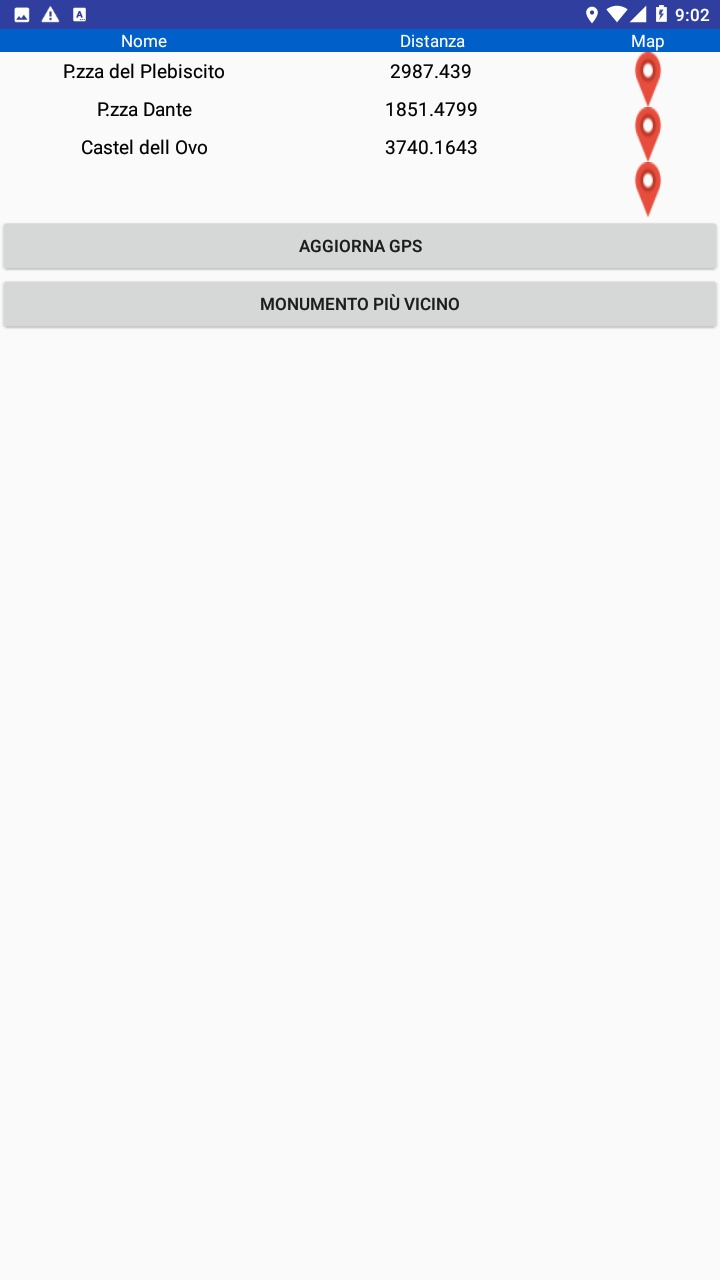 9:02
Nome Distanza Map
P.zza del Plebiscito 2987.439
P.zza Dante 1851.4799
Castel dell Ovo 3740.1643
AGGIORNA GPS
MONUMENTO PIÙ VICINO